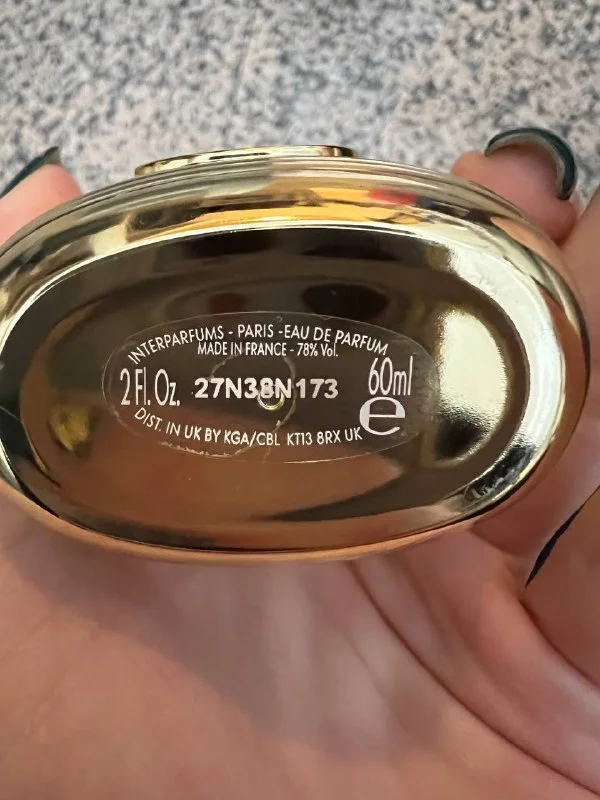 INTERPARFUMS - PARIS -EAU DE PARFUM
MADE IN FRANCE - 78% Vol.
2 Fl. Oz. 27N38N173 60ml
e
DIST. IN UK BY KGA/CBL KT13 8RX UK